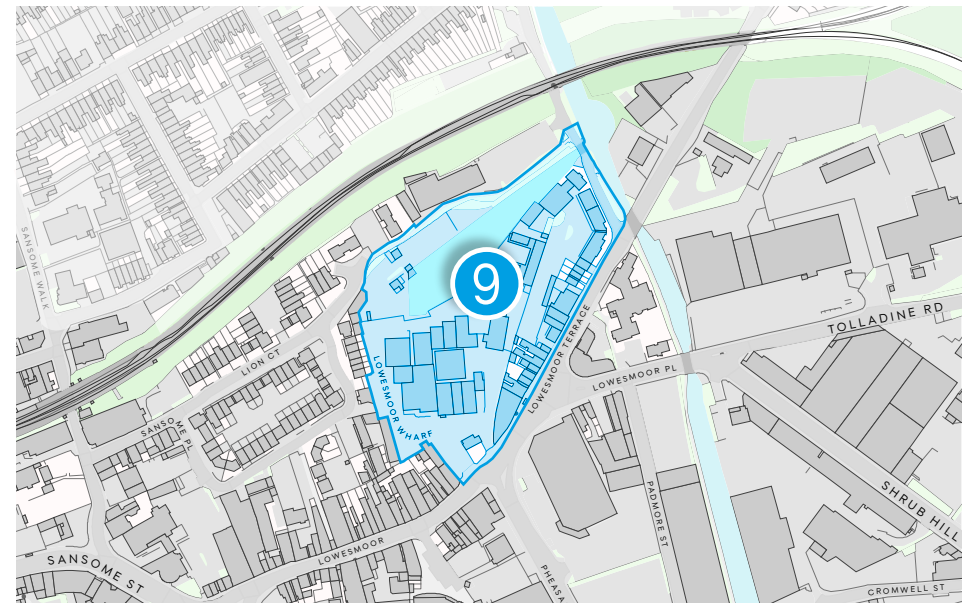 SANSOME WALK
9
TOLLADINE RD
LOWESMOOR TERRACE
LION CT
LOWESMOOR PL
LOWESMOOR WHARF
SANSOME PL
SHRUB HILL
PADMORE ST
LOWESMOOR
SANSOME ST
PHEASA
CROMWELL ST